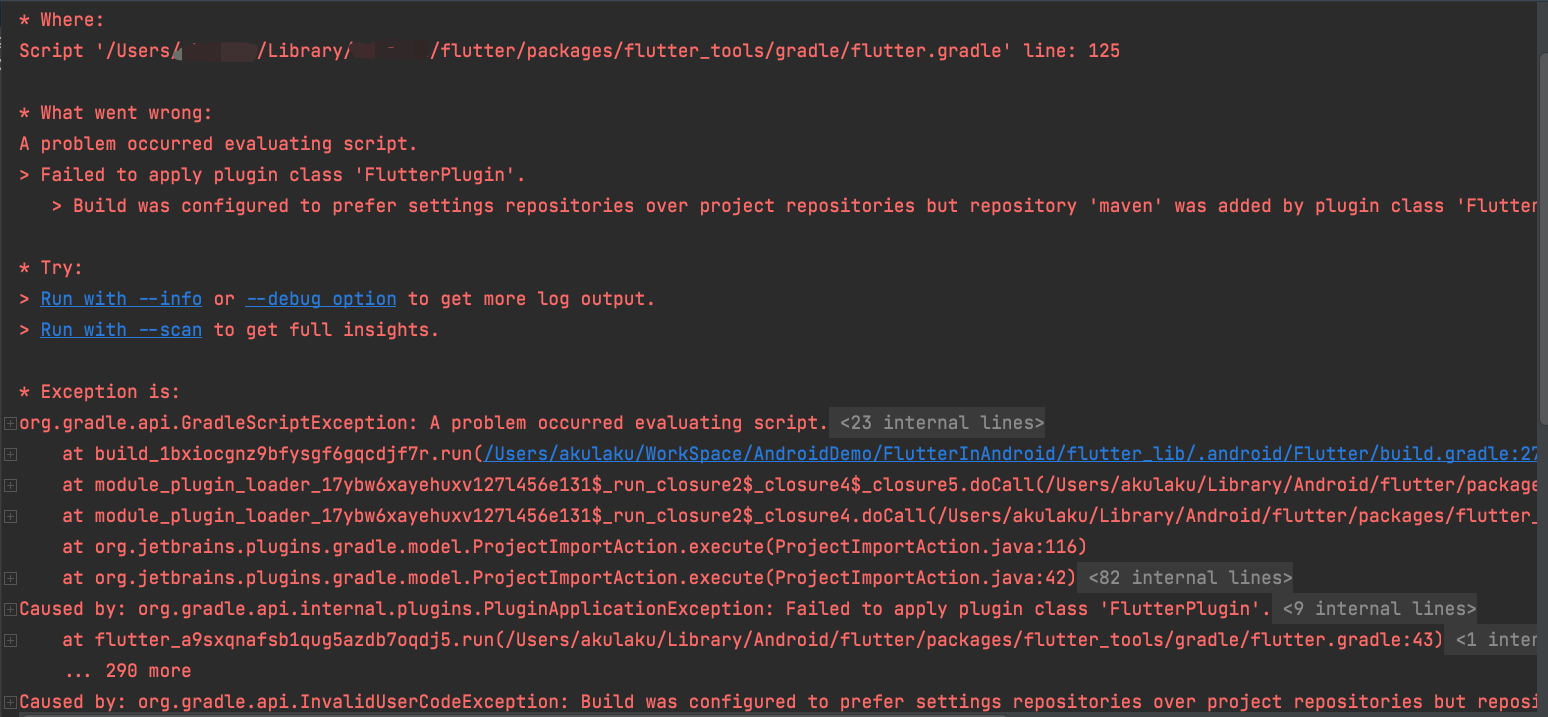 * Where:
Script '/Users/ /Library/ /flutter/packages/flutter_tools/gradle/flutter.gradle' line: 125
* What went wrong:
A problem occurred evaluating script.
> Failed to apply plugin class 'FlutterPlugin'.
> Build was configured to prefer settings repositories over project repositories but repository 'maven' was added by plugin class 'Flutter
* Try:
> Run with --info or --debug option to get more log output.
> Run with --scan to get full insights.
* Exception is:
org.gradle.api.GradleScriptException: A problem occurred evaluating script. <23 internal lines>
at build_1bxiocgnz9bfysgf6gqcdjf7r.run(/Users/akulaku/WorkSpace/AndroidDemo/FlutterInAndroid/flutter_lib/.android/Flutter/build.gradle:27
at module_plugin_loader_17ybw6xayehuxv127l456e131$_run_closure2$_closure4$_closure5.doCall(/Users/akulaku/Library/Android/flutter/package
at module_plugin_loader_17ybw6xayehuxv127l456e131$_run_closure2$_closure4.doCall(/Users/akulaku/Library/Android/flutter/packages/flutter_
at org.jetbrains.plugins.gradle.model.ProjectImportAction.execute(ProjectImportAction.java:116)
at org.jetbrains.plugins.gradle.model.ProjectImportAction.execute(ProjectImportAction.java:42) <82 internal lines>
Caused by: org.gradle.api.internal.plugins.PluginApplicationException: Failed to apply plugin class 'FlutterPlugin'. <9 internal lines>
at flutter_a9sxqnafsb1qug5azdb7oqdj5.run(/Users/akulaku/Library/Android/flutter/packages/flutter_tools/gradle/flutter.gradle:43) <1 inter
... 290 more
Caused by: org.gradle.api.InvalidUserCodeException: Build was configured to prefer settings repositories over project repositories but reposi